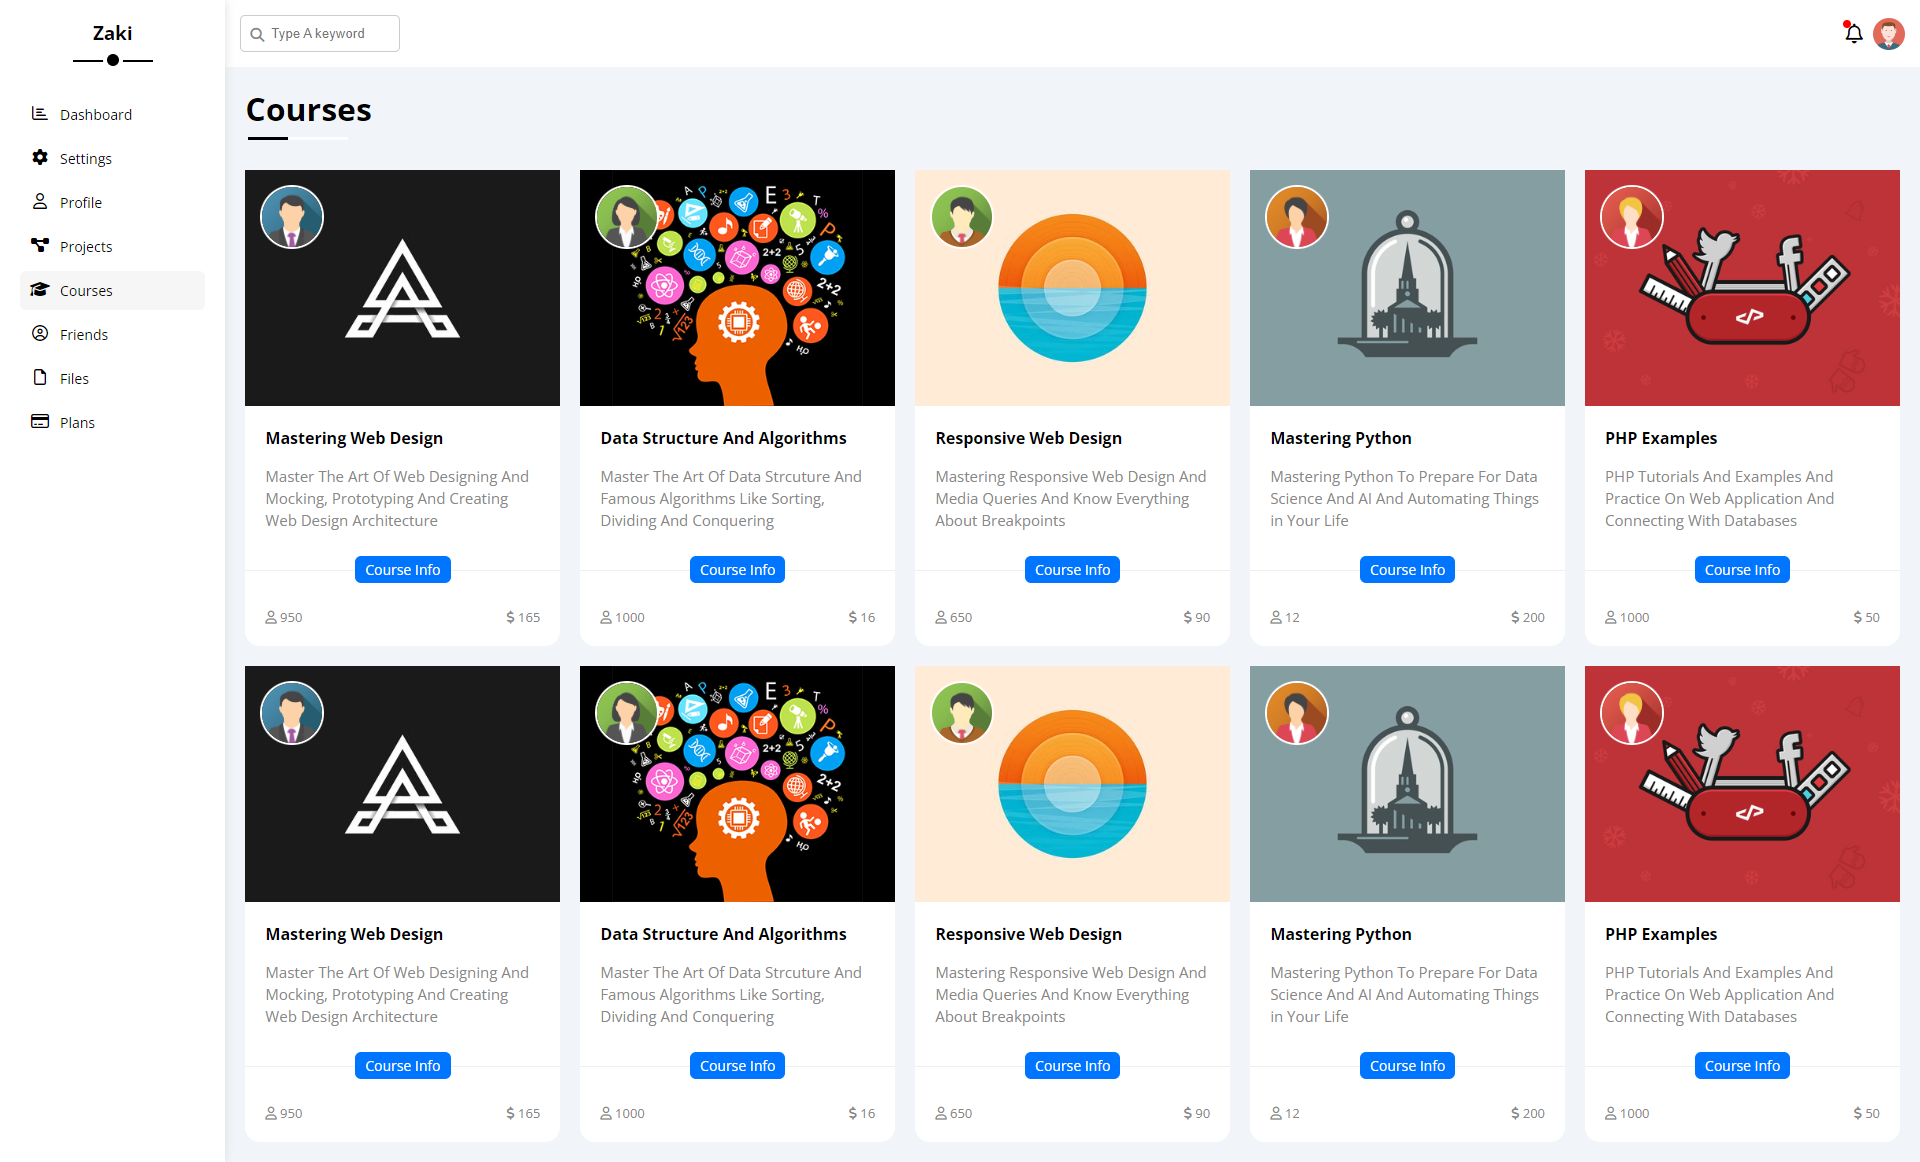 Zaki
Type A keyword
Dashboard
Settings
Profile
Projects
Courses
Friends
Files
Plans
Courses
Mastering Web Design
Master The Art Of Web Designing And
Mocking, Prototyping And Creating
Web Design Architecture
Course Info
950
$ 165
Data Structure And Algorithms
Master The Art Of Data Strcuture And
Famous Algorithms Like Sorting,
Dividing And Conquering
Course Info
1000
$ 16
Responsive Web Design
Mastering Responsive Web Design And
Media Queries And Know Everything
About Breakpoints
Course Info
650
$ 90
Mastering Python
Mastering Python To Prepare For Data
Science And AI And Automating Things
in Your Life
Course Info
12
$ 200
</>
PHP Examples
PHP Tutorials And Examples And
Practice On Web Application And
Connecting With Databases
Course Info
1000
$ 50
Mastering Web Design
Master The Art Of Web Designing And
Mocking, Prototyping And Creating
Web Design Architecture
Course Info
950
$ 165
Data Structure And Algorithms
Master The Art Of Data Strcuture And
Famous Algorithms Like Sorting,
Dividing And Conquering
Course Info
1000
$ 16
Responsive Web Design
Mastering Responsive Web Design And
Media Queries And Know Everything
About Breakpoints
Course Info
650
$ 90
Mastering Python
Mastering Python To Prepare For Data
Science And AI And Automating Things
in Your Life
Course Info
12
$ 200
</>
PHP Examples
PHP Tutorials And Examples And
Practice On Web Application And
Connecting With Databases
Course Info
1000
$ 50